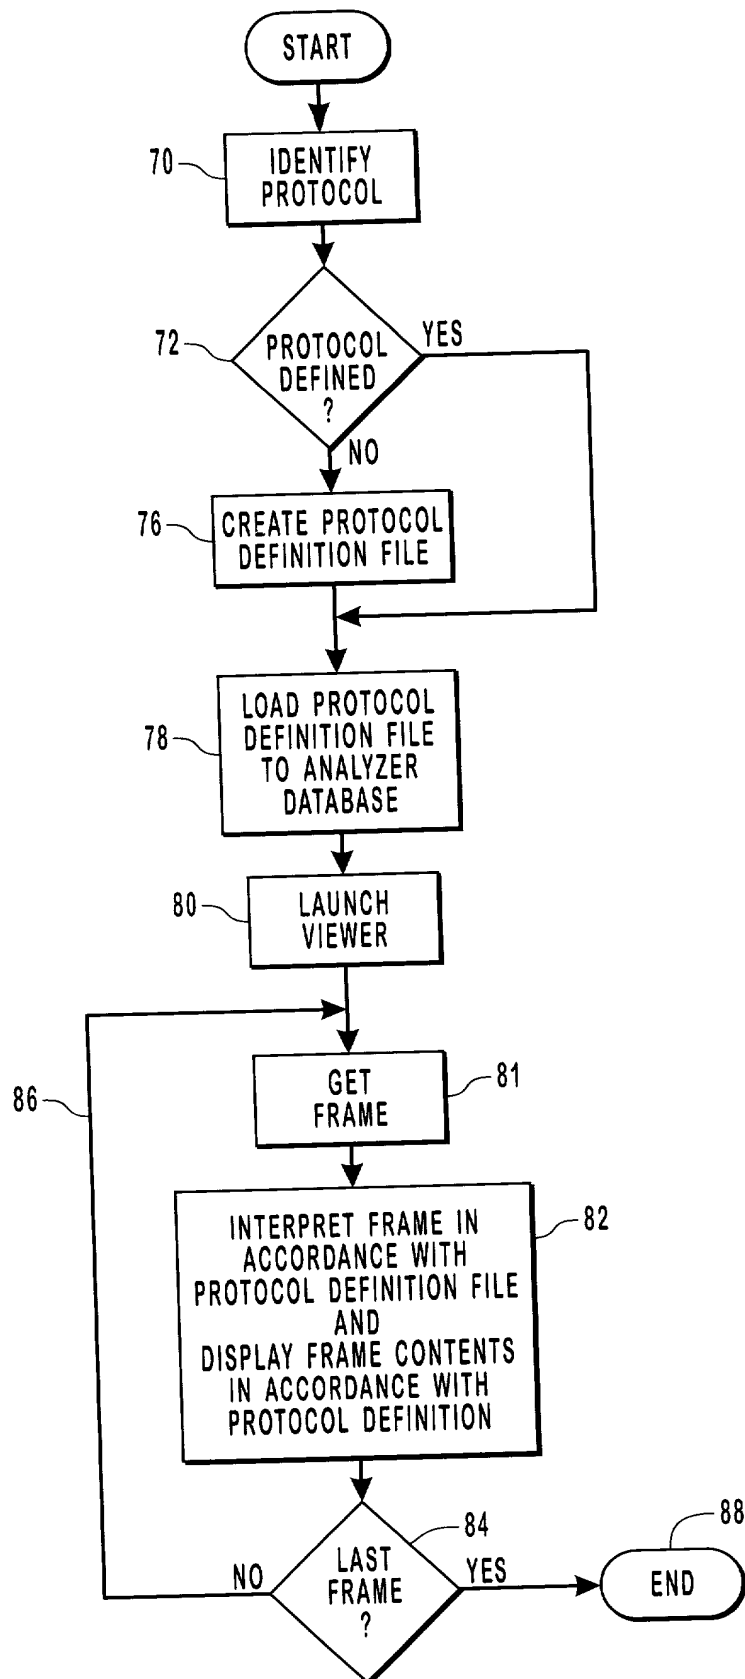 START
70
IDENTIFY
PROTOCOL
72
PROTOCOL
DEFINED
?
YES
NO
76
CREATE PROTOCOL
DEFINITION FILE
78
LOAD PROTOCOL
DEFINITION FILE
TO ANALYZER
DATABASE
80
LAUNCH
VIEWER
86
GET
FRAME
81
INTERPRET FRAME IN
ACCORDANCE WITH
PROTOCOL DEFINITION FILE
AND
DISPLAY FRAME CONTENTS
IN ACCORDANCE WITH
PROTOCOL DEFINITION
82
84
LAST
FRAME
?
NO
YES
88
END